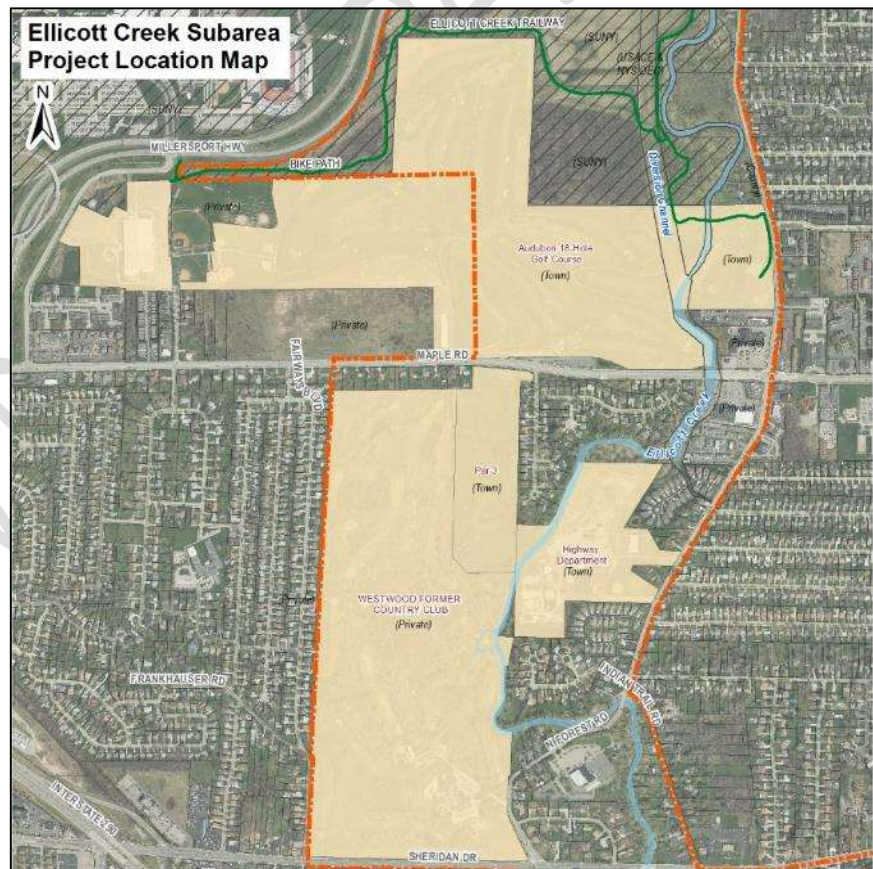 Ellicott Creek Subarea
Project Location Map
N
ELLICOTT CREEK TRAILWAY
(SUNY)
(USACE &
NYSDEC)
(SUNY)
MILLERSPORT HWY
BIKE PATH
(SUNY)
(Private)
Diversion Channel
Audubon 18-Hole
Golf Course
(Town)
(Town)
(Private)
(Private)
FAIRWAYS BLVD
MAPLE RD
(Private)
Ellicott Creek
Par 3
(Town)
Highway
Department
(Town)
WESTWOOD FORMER
COUNTRY CLUB
(Private)
(Private)
FRANKHAUSER RD
INDIAN TRAIL RD
N FOREST RD
INTERSTATE 290
SHERIDAN DR